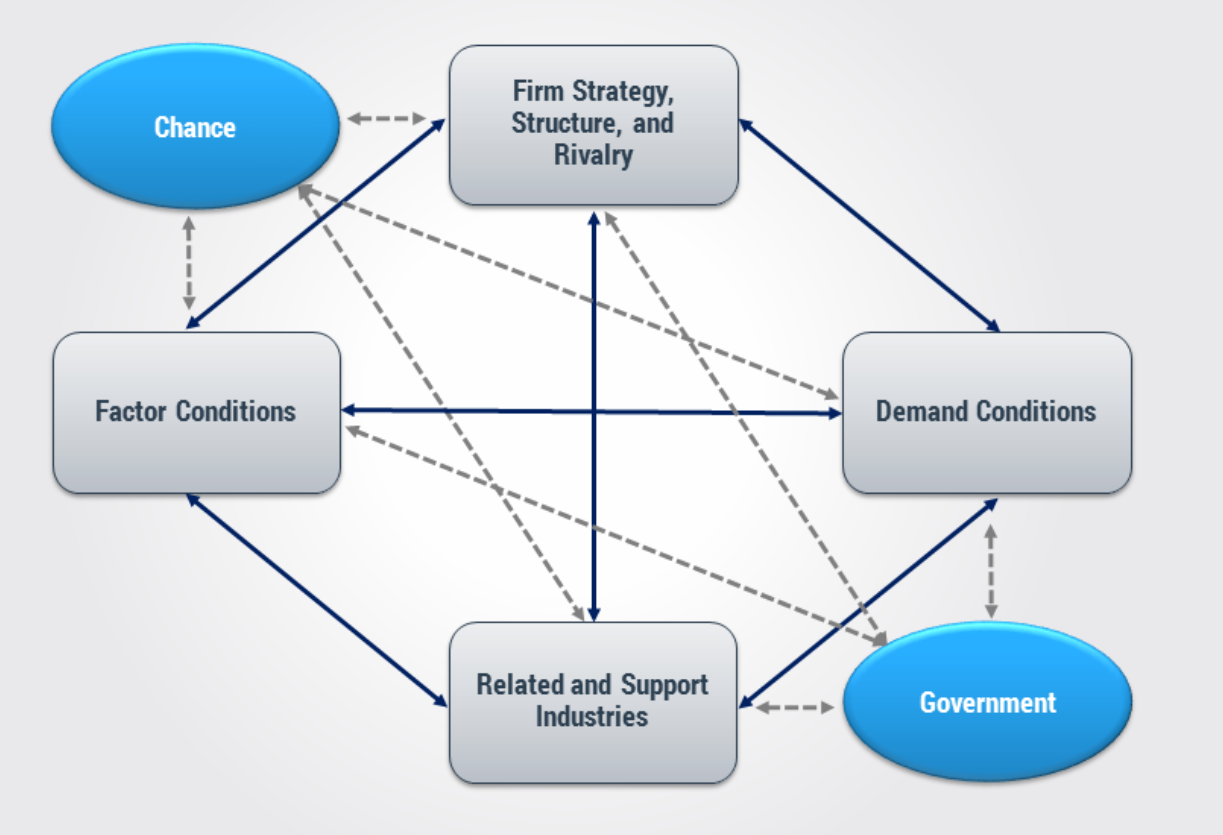 Chance
Firm Strategy,
Structure, and
Rivalry
Factor Conditions
Demand Conditions
Related and Support
Industries
Government